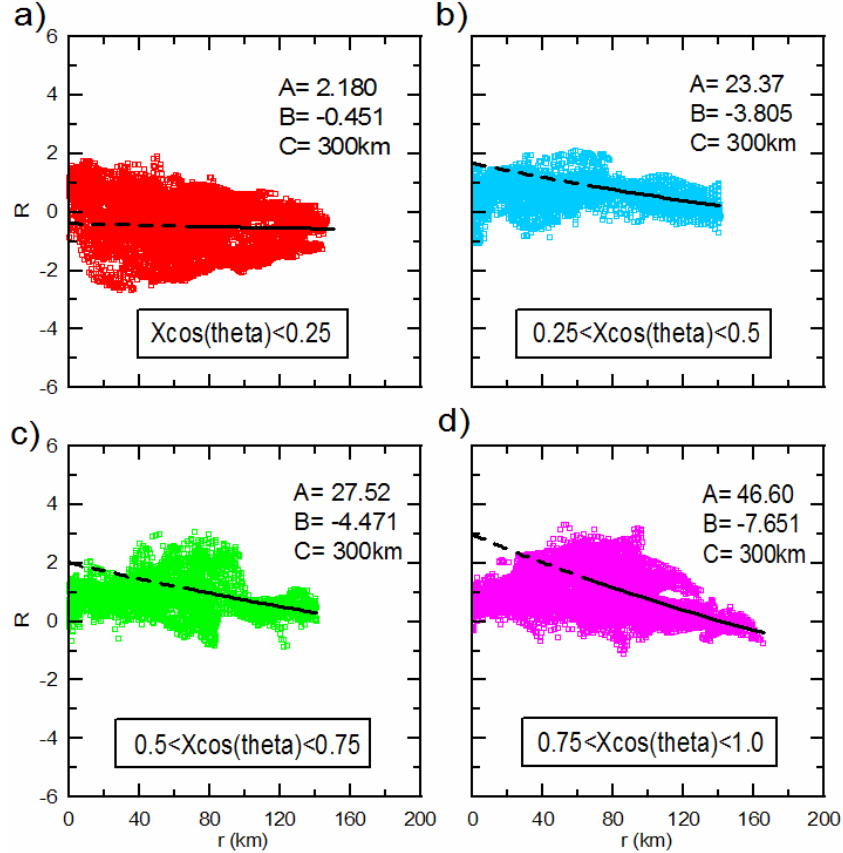 a)
6
4
2
0
-2
-4
-6
R
A= 2.180
B= -0.451
C= 300km
Xcos(theta)<0.25
b)
A= 23.37
B= -3.805
C= 300km
0.25<Xcos(theta)<0.5
c)
6
4
2
0
-2
-4
-6
R
A= 27.52
B= -4.471
C= 300km
0.5<Xcos(theta)<0.75
0 40 80 120 160 200
r (km)
d)
A= 46.60
B= -7.651
C= 300km
0.75<Xcos(theta)<1.0
0 40 80 120 160 200
r (km)